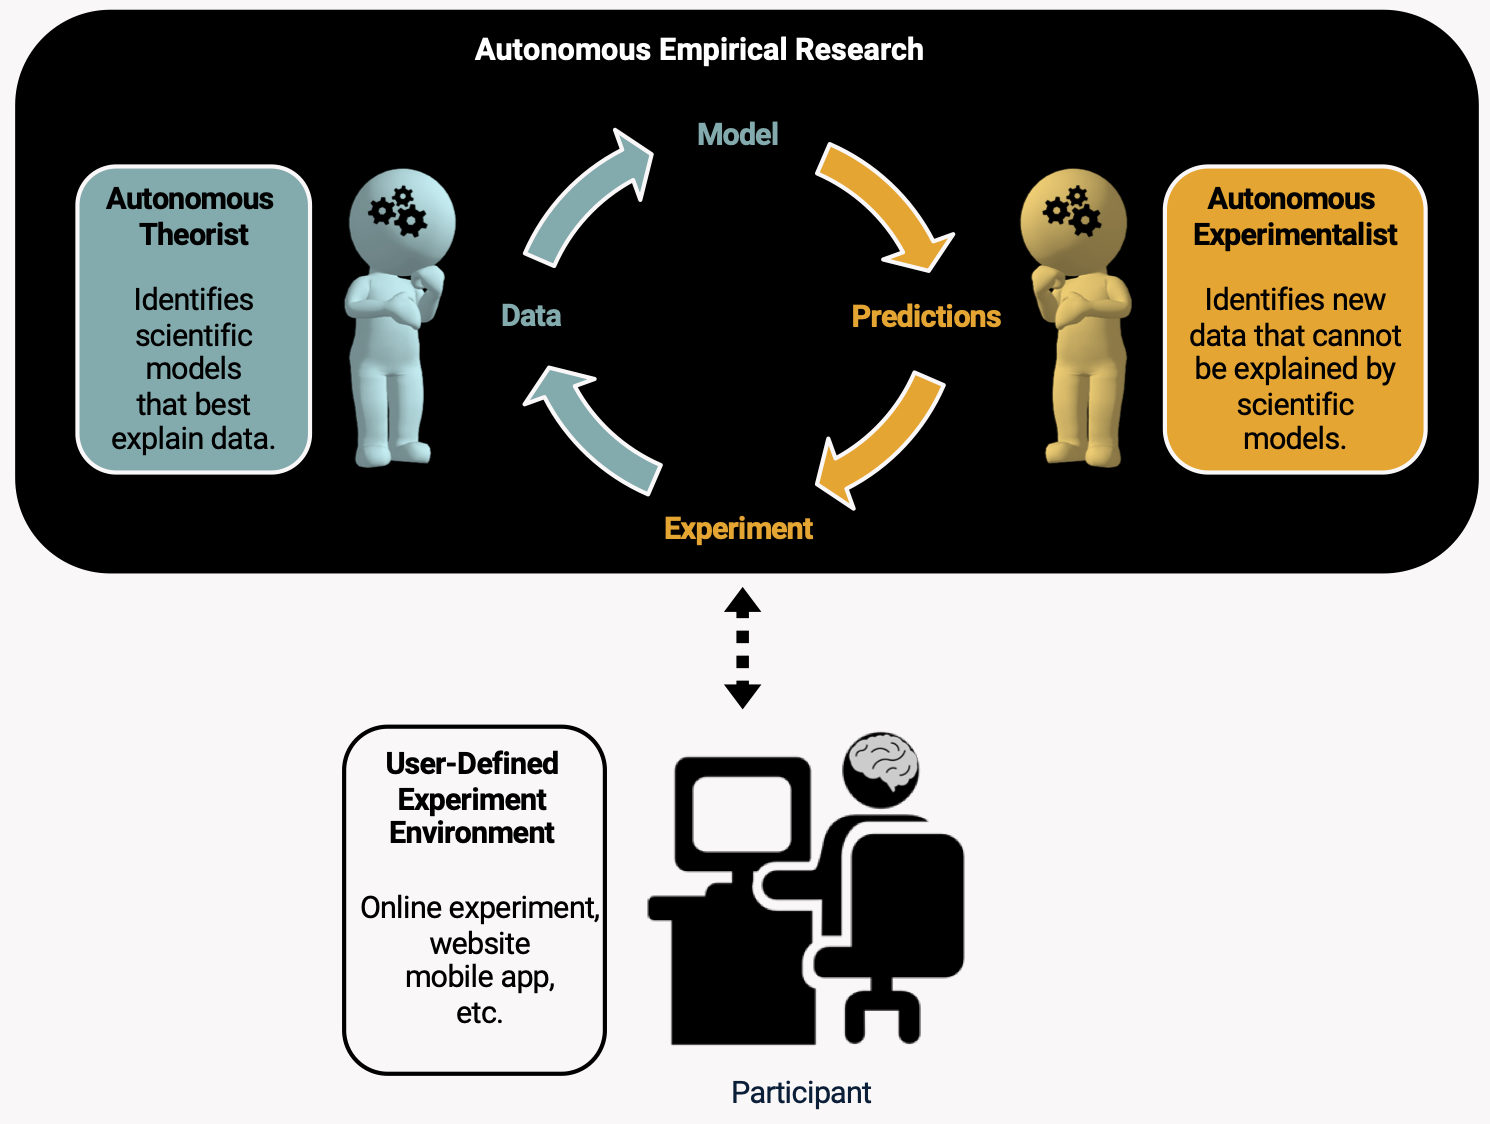 Autonomous Empirical Research
Model
Autonomous
Theorist
Identifies
scientific
models
that best
explain data.
Data
Predictions
Autonomous
Experimentalist
Identifies new
data that cannot
be explained by
scientific
models.
Experiment
User-Defined
Experiment
Environment
Online experiment,
website
mobile app,
etc.
Participant